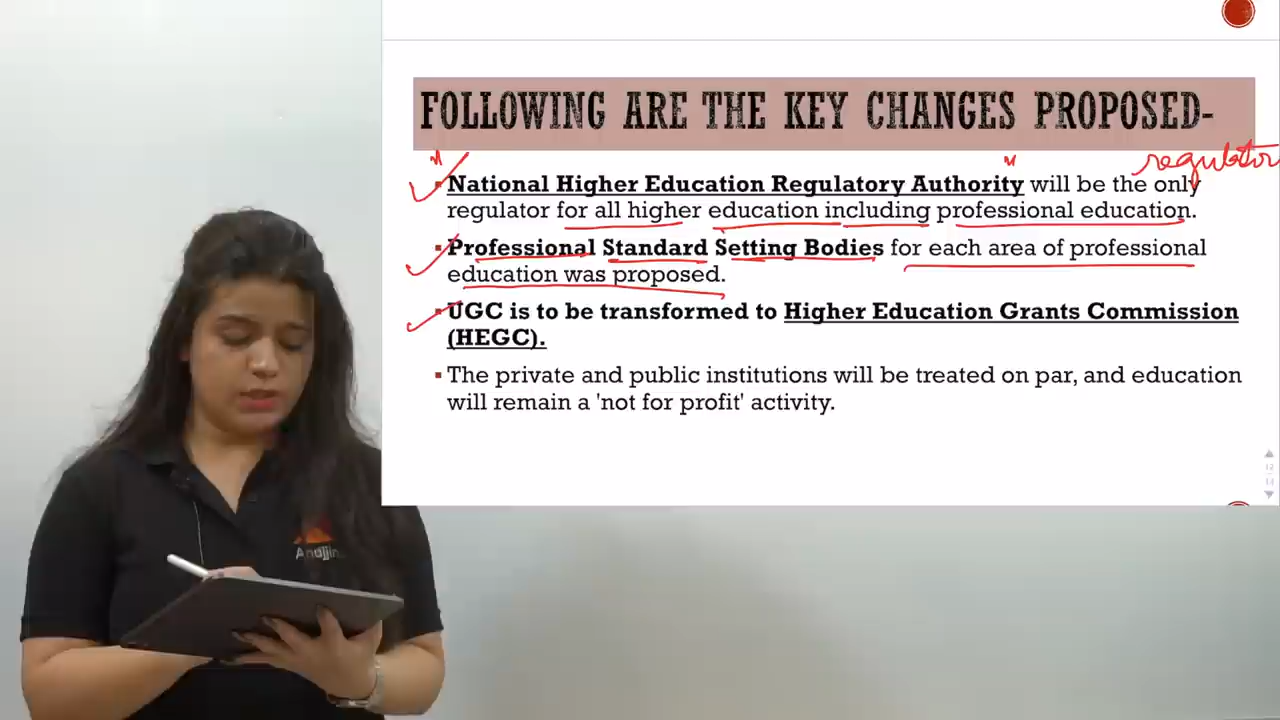 FOLLOWING ARE THE KEY CHANGES PROPOSED-
regulator
National Higher Education Regulatory Authority will be the only
regulator for all higher education including professional education.
Professional Standard Setting Bodies for each area of professional
education was proposed.
UGC is to be transformed to Higher Education Grants Commission
(HEGC).
The private and public institutions will be treated on par, and education
will remain a 'not for profit' activity.
12
14